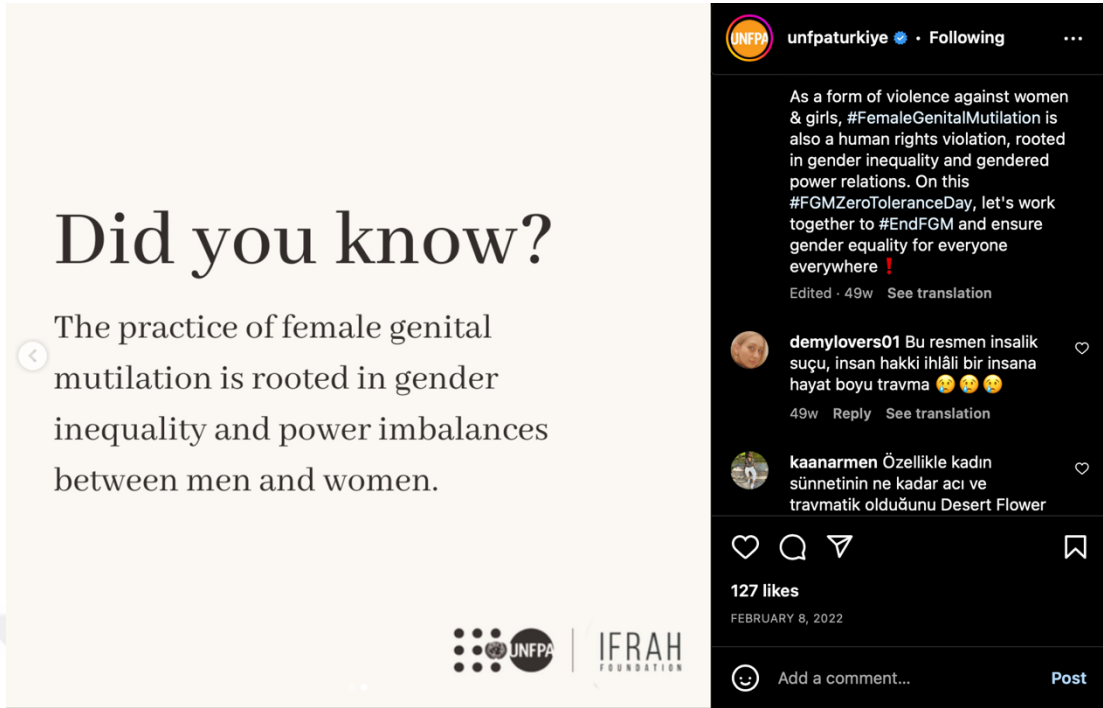 Did you know?
The practice of female genital
mutilation is rooted in gender
inequality and power imbalances
between men and women.
UNFPA
IFRAH
FOUNDATION
UNFPA
unfpaturkiye • Following
As a form of violence against women
& girls, #FemaleGenitalMutilation is
also a human rights violation, rooted
in gender inequality and gendered
power relations. On this
#FGMZeroToleranceDay, let's work
together to #EndFGM and ensure
gender equality for everyone
everywhere❗
Edited · 49w See translation
demylovers01 Bu resmen insalik
suçu, insan hakki ihlâli bir insana
hayat boyu travma 😢😢😢
49w Reply See translation
kaanarmen Özellikle kadın
sünnetinin ne kadar acı ve
travmatik olduğunu Desert Flower
127 likes
FEBRUARY 8, 2022
Add a comment...
Post